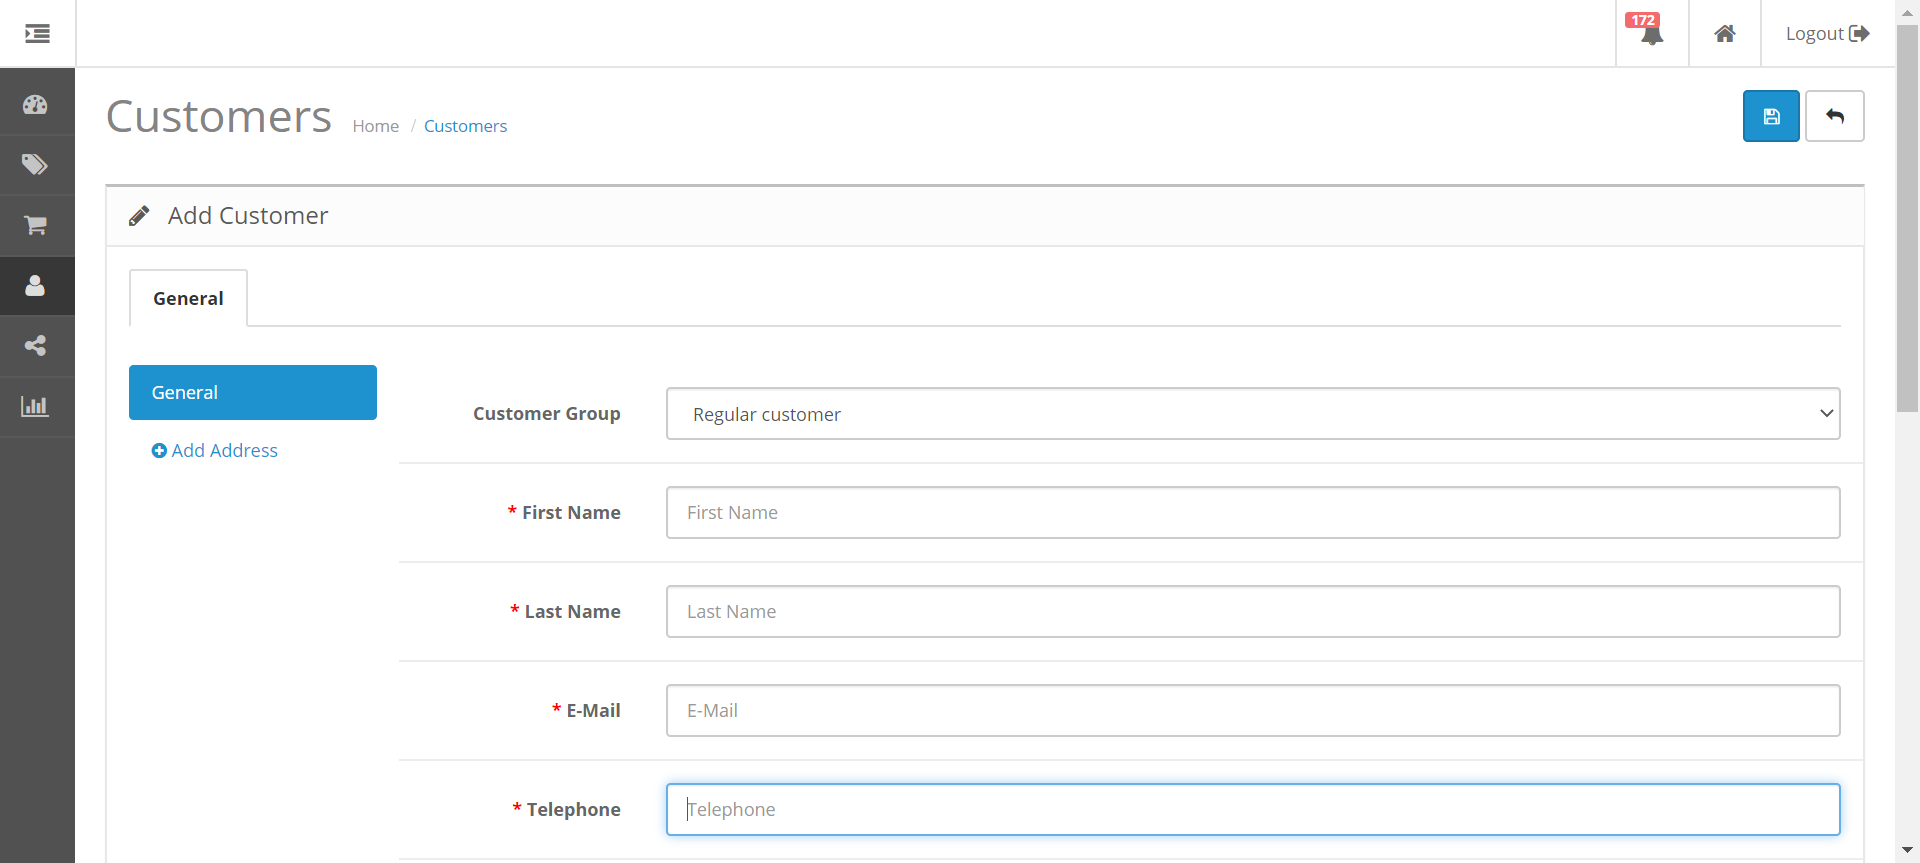 172
Logout
Customers
Home / Customers
Add Customer
General
General
Add Address
Customer Group
Regular customer
* First Name
First Name
* Last Name
Last Name
* E-Mail
E-Mail
* Telephone
Telephone